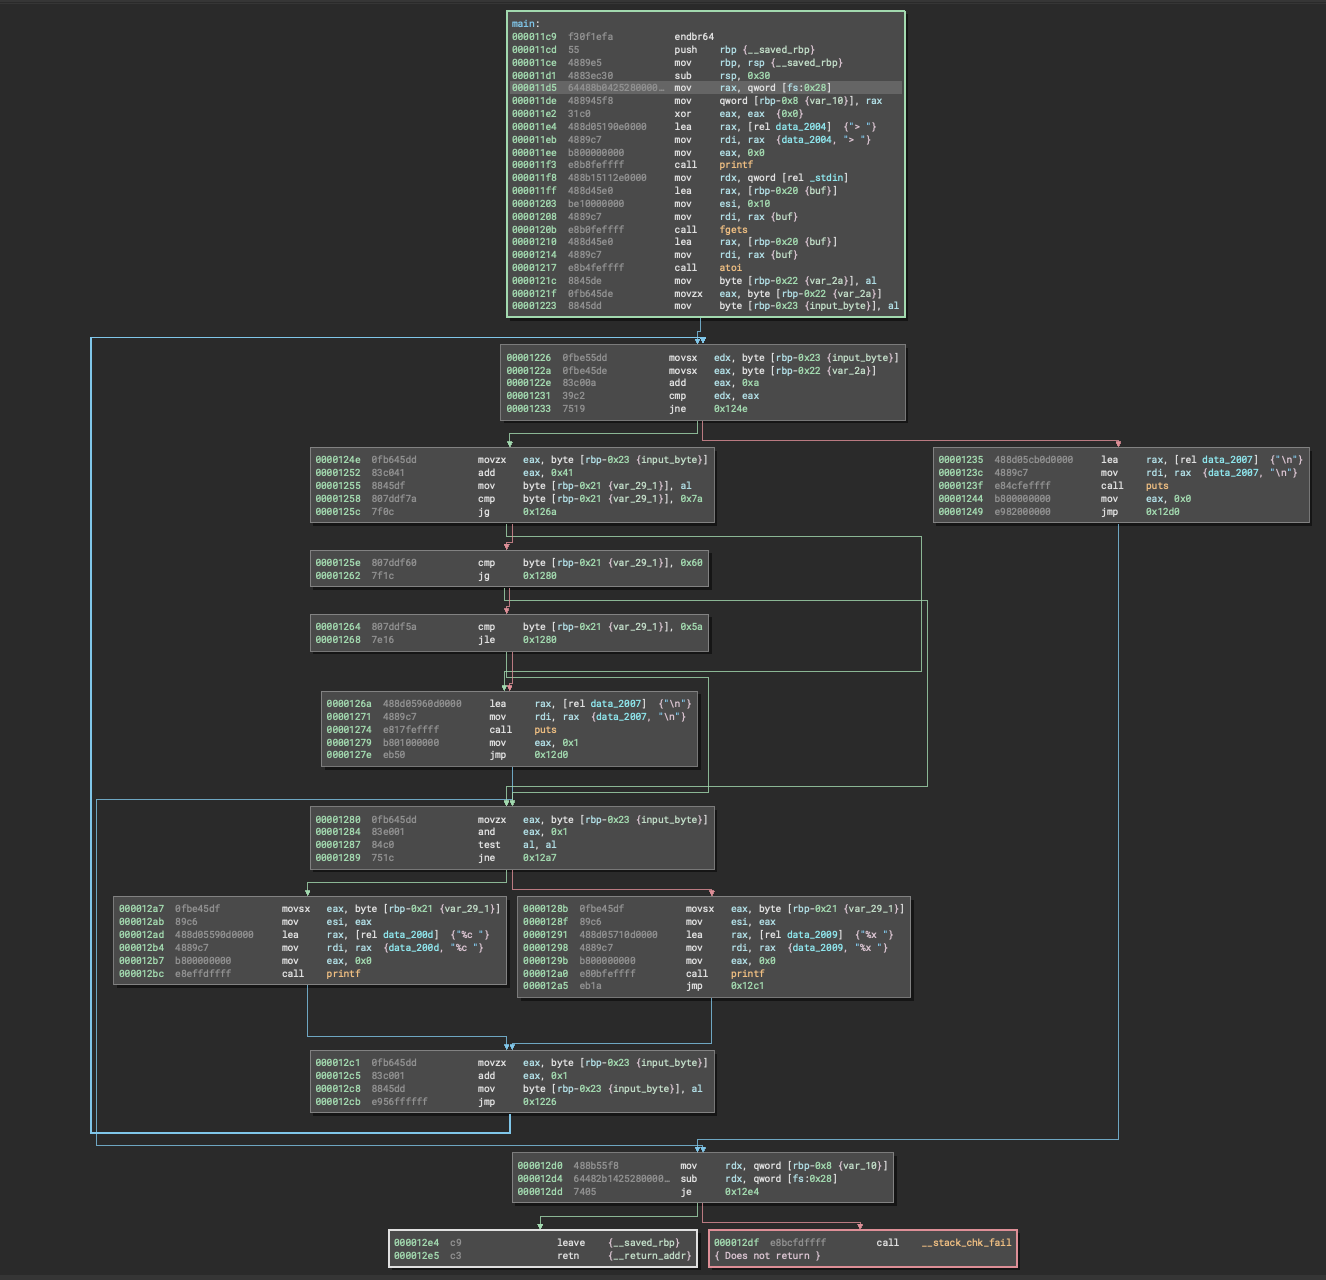 main:
000011c9 f30f1efa endbr64
000011cd 55 push rbp {__saved_rbp}
000011ce 4889e5 mov rbp, rsp {__saved_rbp}
000011d1 4883ec30 sub rsp, 0x30
000011d5 64488b0425280000… mov rax, qword [fs:0x28]
000011de 488945f8 mov qword [rbp-0x8 {var_10}], rax
000011e2 31c0 xor eax, eax {0x0}
000011e4 488d05190e0000 lea rax, [rel data_2004] {"> "}
000011eb 4889c7 mov rdi, rax {data_2004, "> "}
000011ee b800000000 mov eax, 0x0
000011f3 e8b8feffff call printf
000011f8 488b15112e0000 mov rdx, qword [rel _stdin]
000011ff 488d45e0 lea rax, [rbp-0x20 {buf}]
00001203 be10000000 mov esi, 0x10
00001208 4889c7 mov rdi, rax {buf}
0000120b e8b0feffff call fgets
00001210 488d45e0 lea rax, [rbp-0x20 {buf}]
00001214 4889c7 mov rdi, rax {buf}
00001217 e8b4feffff call atoi
0000121c 8845de mov byte [rbp-0x22 {var_2a}], al
0000121f 0fb645de movzx eax, byte [rbp-0x22 {var_2a}]
00001223 8845dd mov byte [rbp-0x23 {input_byte}], al
00001226 0fbe55dd movsx edx, byte [rbp-0x23 {input_byte}]
0000122a 0fbe45de movsx eax, byte [rbp-0x22 {var_2a}]
0000122e 83c00a add eax, 0xa
00001231 39c2 cmp edx, eax
00001233 7519 jne 0x124e
0000124e 0fb645dd movzx eax, byte [rbp-0x23 {input_byte}]
00001252 83c041 add eax, 0x41
00001255 8845df mov byte [rbp-0x21 {var_29_1}], al
00001258 807ddf7a cmp byte [rbp-0x21 {var_29_1}], 0x7a
0000125c 7f0c jg 0x126a
00001235 488d05cb0d0000 lea rax, [rel data_2007] {"\n"}
0000123c 4889c7 mov rdi, rax {data_2007, "\n"}
0000123f e84cfeffff call puts
00001244 b800000000 mov eax, 0x0
00001249 e982000000 jmp 0x12d0
0000125e 807ddf60 cmp byte [rbp-0x21 {var_29_1}], 0x60
00001262 7f1c jg 0x1280
00001264 807ddf5a cmp byte [rbp-0x21 {var_29_1}], 0x5a
00001268 7e16 jle 0x1280
0000126a 488d05960d0000 lea rax, [rel data_2007] {"\n"}
00001271 4889c7 mov rdi, rax {data_2007, "\n"}
00001274 e817feffff call puts
00001279 b801000000 mov eax, 0x1
0000127e eb50 jmp 0x12d0
00001280 0fb645dd movzx eax, byte [rbp-0x23 {input_byte}]
00001284 83e001 and eax, 0x1
00001287 84c0 test al, al
00001289 751c jne 0x12a7
000012a7 0fbe45df movsx eax, byte [rbp-0x21 {var_29_1}]
000012ab 89c6 mov esi, eax
000012ad 488d05590d0000 lea rax, [rel data_200d] {"%c "}
000012b4 4889c7 mov rdi, rax {data_200d, "%c "}
000012b7 b800000000 mov eax, 0x0
000012bc e8effdffff call printf
0000128b 0fbe45df movsx eax, byte [rbp-0x21 {var_29_1}]
0000128f 89c6 mov esi, eax
00001291 488d05710d0000 lea rax, [rel data_2009] {"%x "}
00001298 4889c7 mov rdi, rax {data_2009, "%x "}
0000129b b800000000 mov eax, 0x0
000012a0 e80bfeffff call printf
000012a5 eb1a jmp 0x12c1
000012c1 0fb645dd movzx eax, byte [rbp-0x23 {input_byte}]
000012c5 83c001 add eax, 0x1
000012c8 8845dd mov byte [rbp-0x23 {input_byte}], al
000012cb e956ffffff jmp 0x1226
000012d0 488b55f8 mov rdx, qword [rbp-0x8 {var_10}]
000012d4 64482b1425280000… sub rdx, qword [fs:0x28]
000012dd 7405 je 0x12e4
000012e4 c9 leave {__saved_rbp}
000012e5 c3 retn {__return_addr}
000012df e8bcfdffff call __stack_chk_fail
{ Does not return }